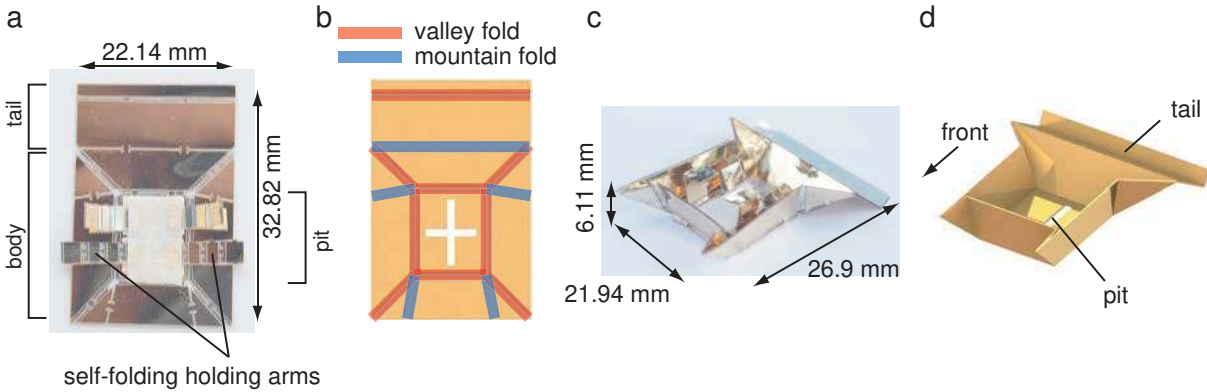 a
22.14 mm
tail
body
32.82 mm
pit
self-folding holding arms
b
valley fold
mountain fold
c
6.11 mm
21.94 mm
26.9 mm
d
front
tail
pit